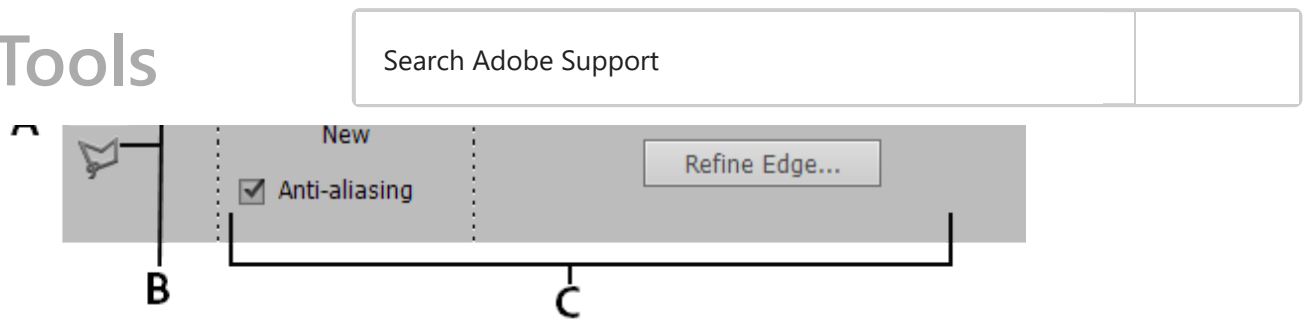 Tools
Search Adobe Support
A
New
Refine Edge...
Anti-aliasing
B
C